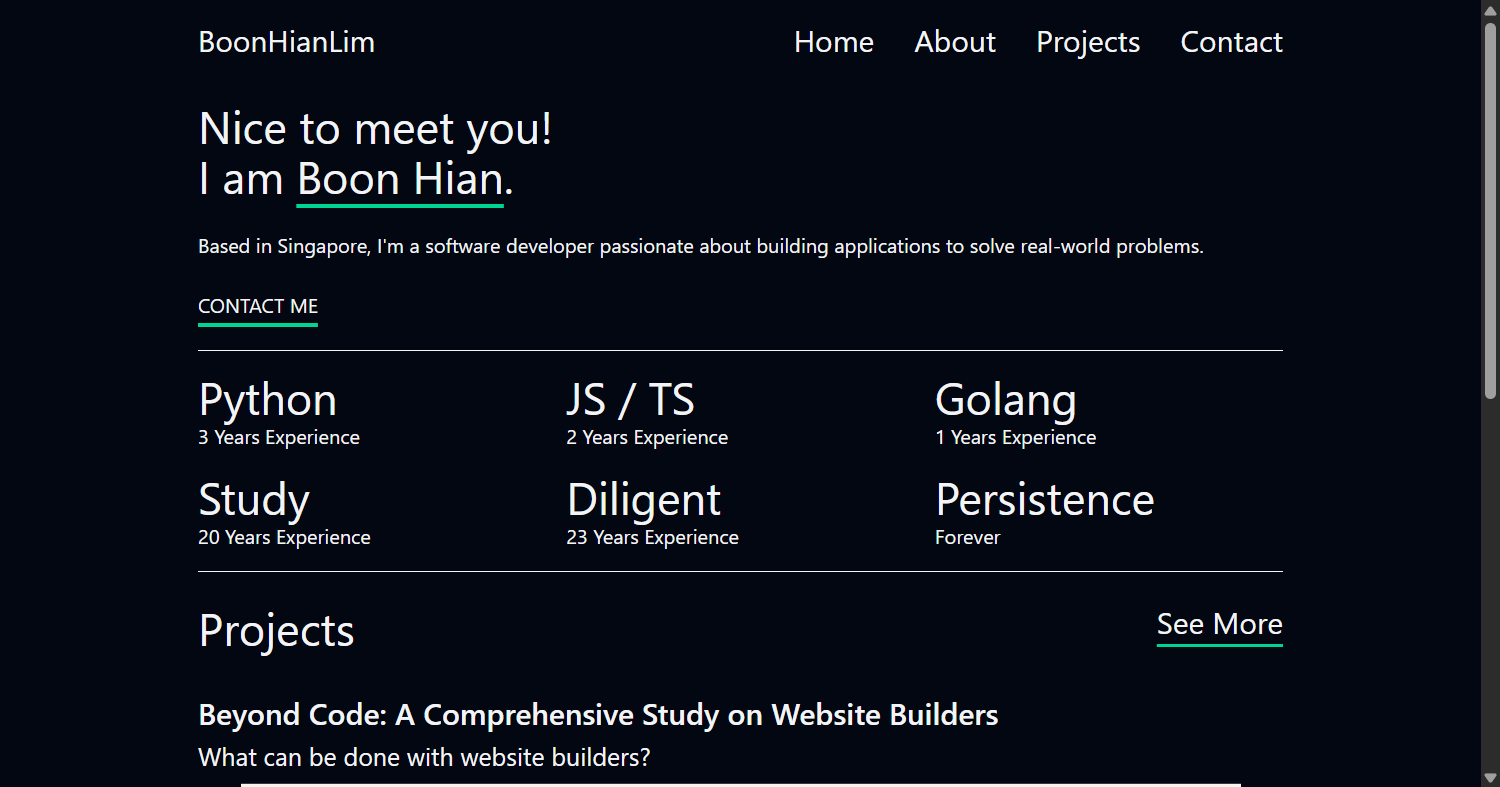 BoonHianLim
Home About Projects Contact
Nice to meet you!
I am Boon Hian.
Based in Singapore, I'm a software developer passionate about building applications to solve real-world problems.
CONTACT ME
Python
3 Years Experience
JS / TS
2 Years Experience
Golang
1 Years Experience
Study
20 Years Experience
Diligent
23 Years Experience
Persistence
Forever
Projects
See More
Beyond Code: A Comprehensive Study on Website Builders
What can be done with website builders?